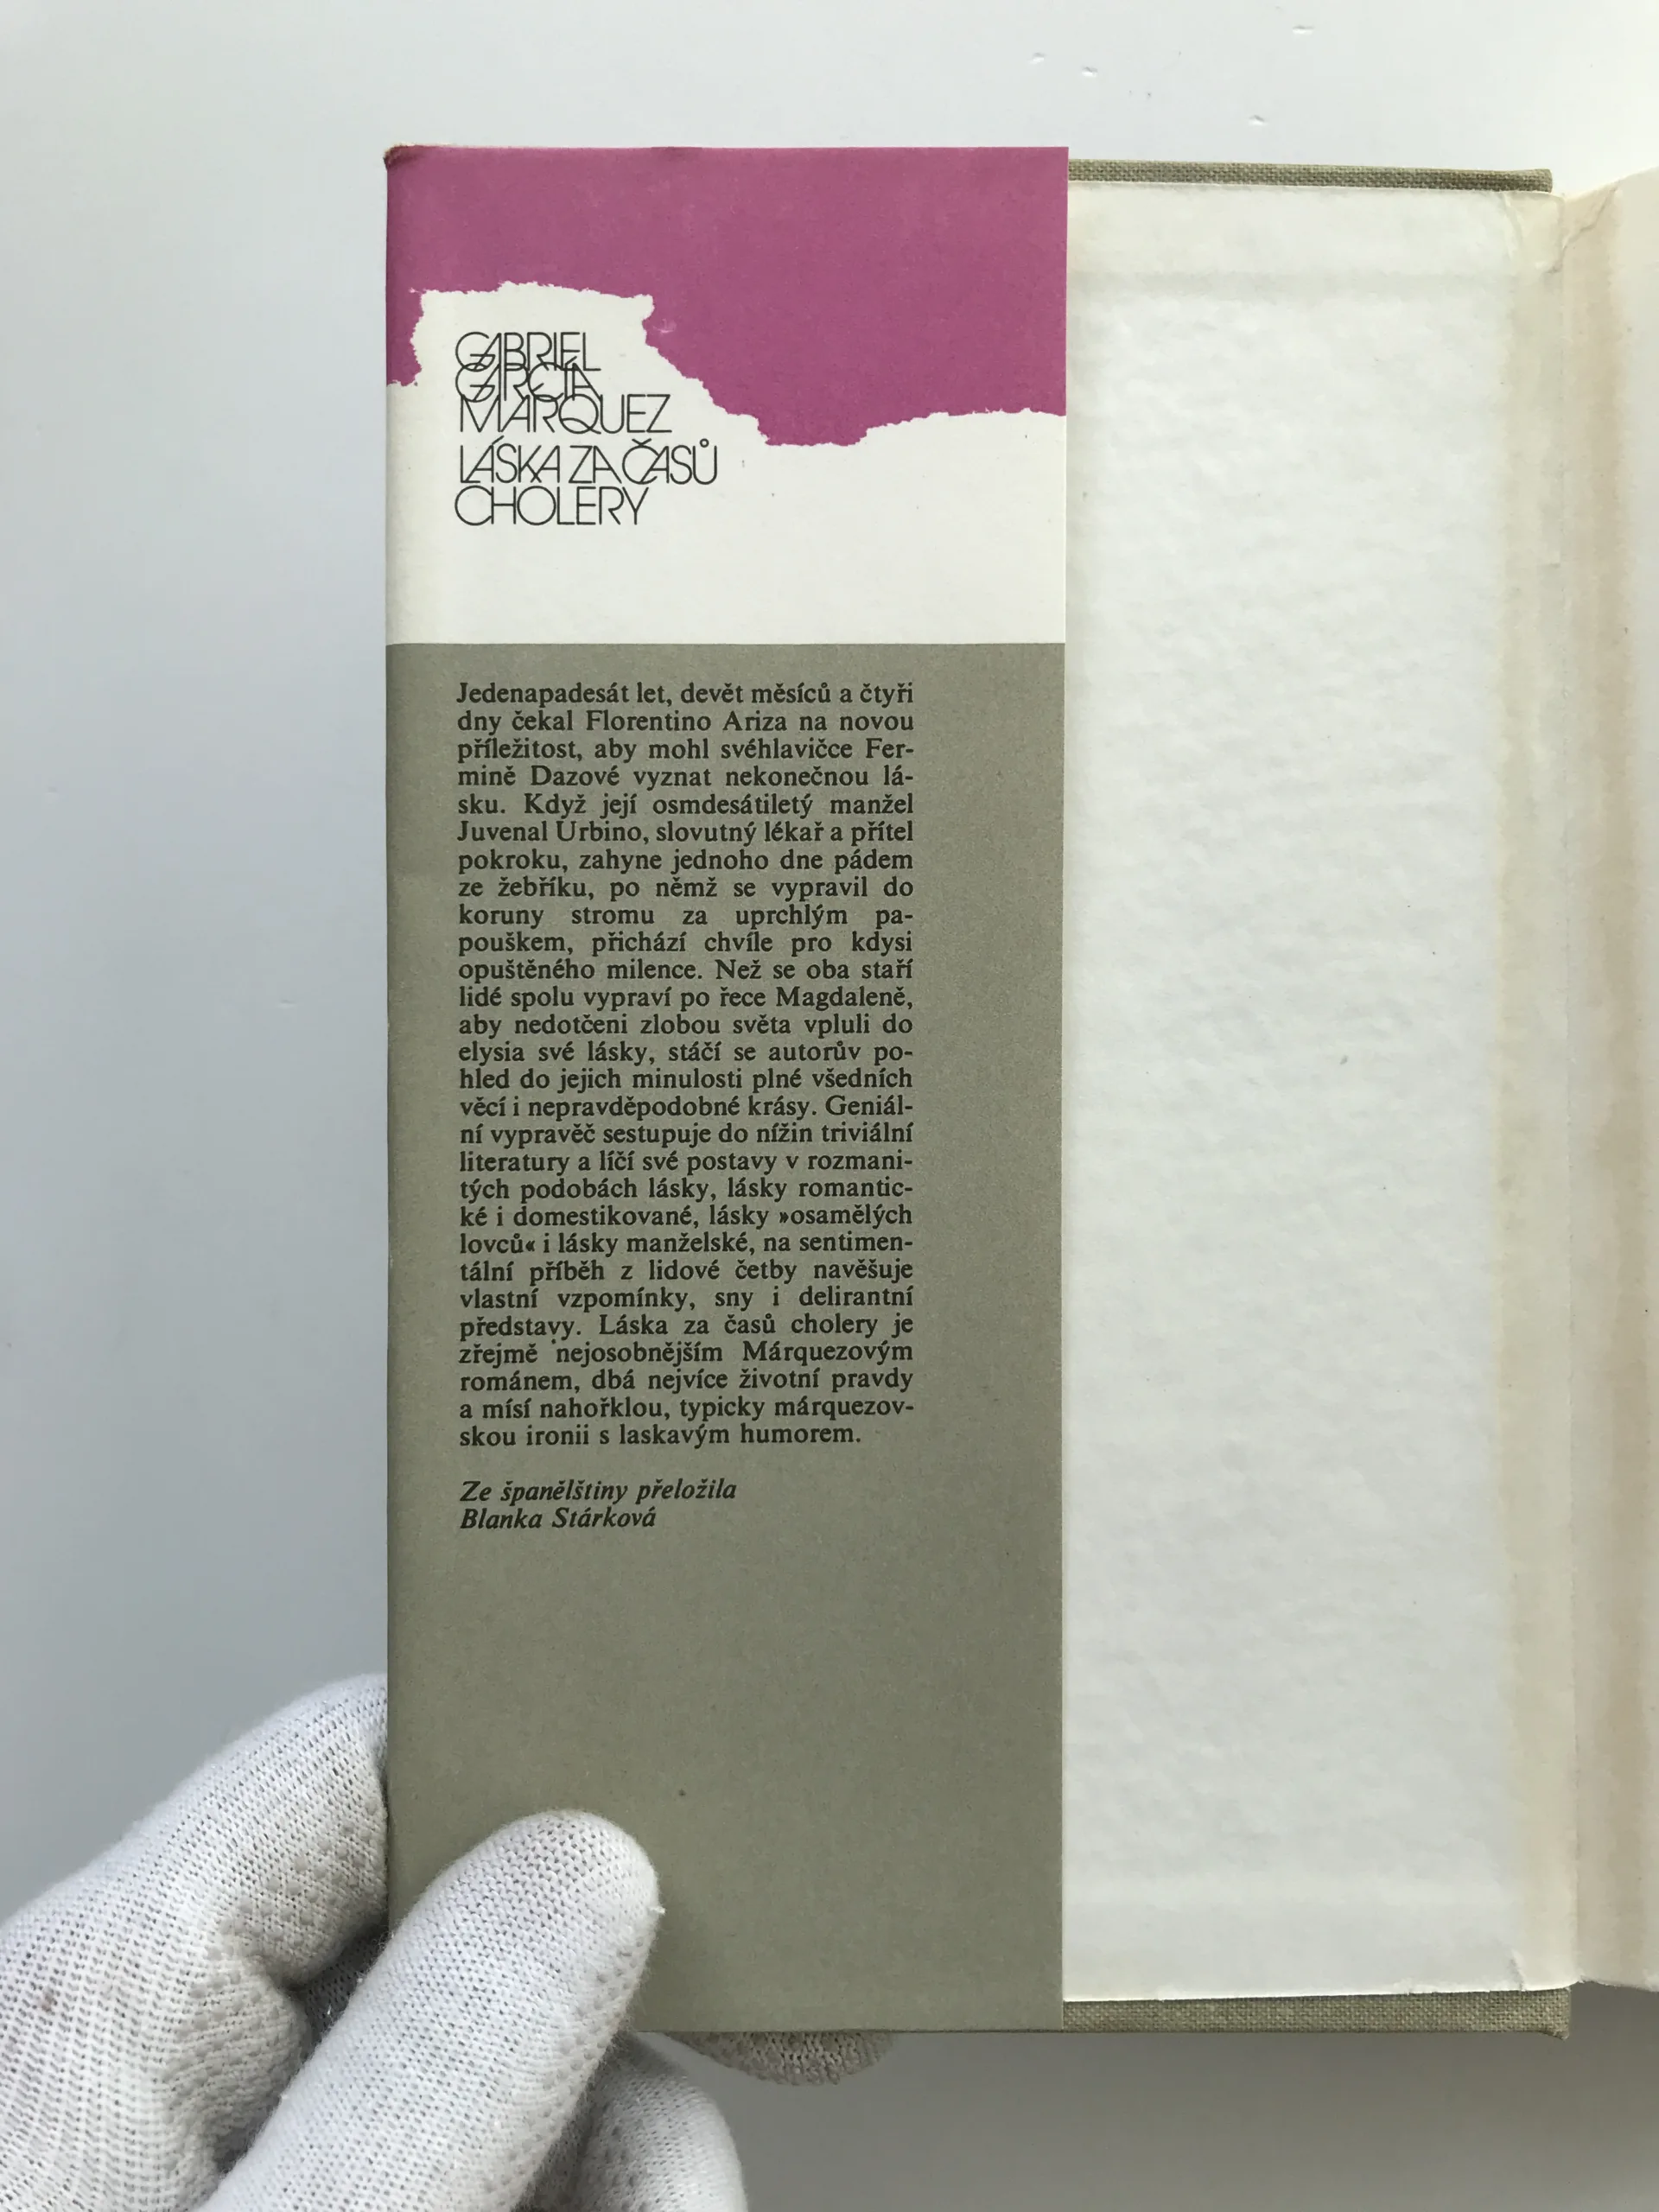 GABRIEL
GARCÍA
MÁRQUEZ
LÁSKA ZA ČASŮ
CHOLERY
Jedenapadesát let, devět měsíců a čtyři
dny čekal Florentino Ariza na novou
příležitost, aby mohl svéhlavičce Fer-
mině Dazové vyznat nekonečnou lá-
sku. Když její osmdesátiletý manžel
Juvenal Urbino, slovutný lékař a přítel
pokroku, zahyne jednoho dne pádem
ze žebříku, po němž se vypravil do
koruny stromu za uprchlým pa-
pouškem, přichází chvíle pro kdysi
opuštěného milence. Než se oba staří
lidé spolu vypraví po řece Magdaleně,
aby nedotčeni zlobou světa vpluli do
elysia své lásky, stáčí se autorův po-
hled do jejich minulosti plné všedních
věcí i nepravděpodobné krásy. Geniál-
ní vypravěč sestupuje do nížin triviální
literatury a líčí své postavy v rozmani-
tých podobách lásky, lásky romantic-
ké i domestikované, lásky »osamělých
lovců« i lásky manželské, na sentimen-
tální příběh z lidové četby navěšuje
vlastní vzpomínky, sny i delirantní
představy. Láska za časů cholery je
zřejmě nejosobnějším Márquezovým
románem, dbá nejvíce životní pravdy
a mísí nahořklou, typicky márquezov-
skou ironii s laskavým humorem.
Ze španělštiny přeložila
Blanka Stárková